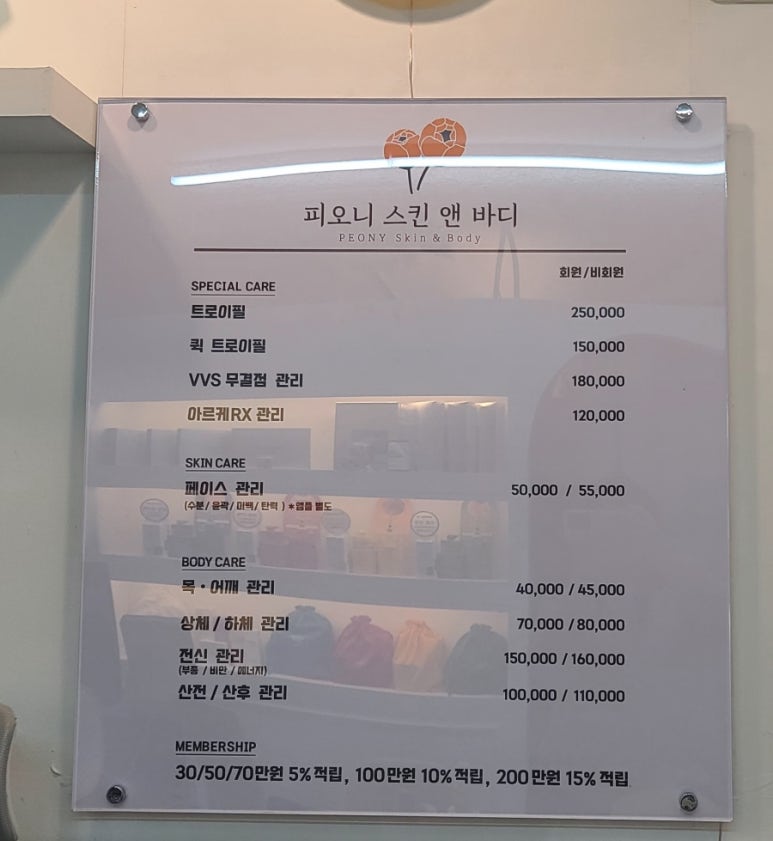 피오니 스킨 앤 바디
PEONY Skin & Body
회원/비회원
SPECIAL CARE
트로이필 250,000
퀵 트로이필 150,000
VVS 무결점 관리 180,000
아르케RX 관리 120,000
SKIN CARE
페이스 관리 50,000 / 55,000
(수분/윤곽/미백/탄력) *앰플 별도
BODY CARE
목·어깨 관리 40,000 / 45,000
상체 / 하체 관리 70,000 / 80,000
전신 관리 150,000 / 160,000
(부종 / 비만 / 에너지)
산전 / 산후 관리 100,000 / 110,000
MEMBERSHIP
30/50/70만원 5% 적립, 100만원 10% 적립, 200만원 15% 적립